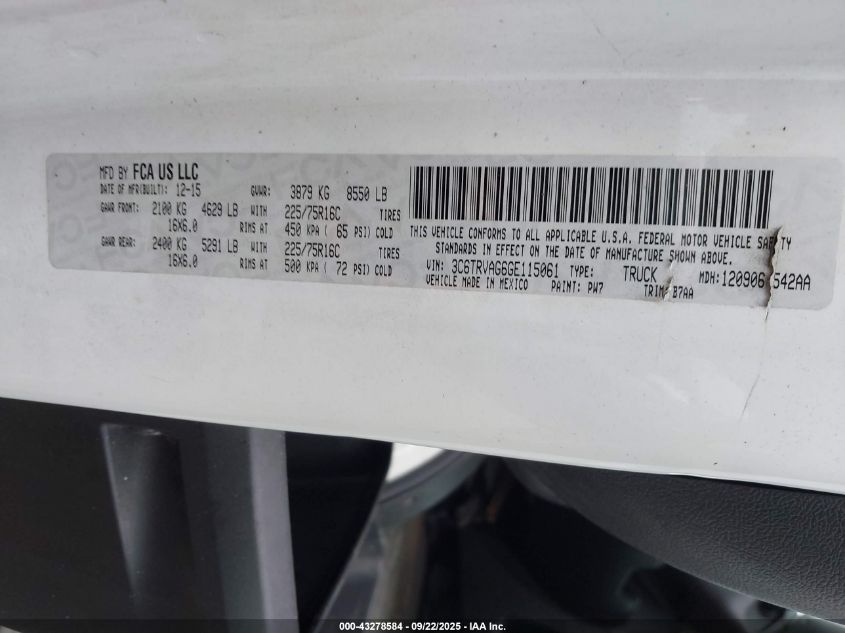 MFD BY FCA US LLC
DATE OF MFR(BUILT): 12-15 GVWR: 3879 KG 8550 LB
GAWR FRONT: 2100 KG 4629 LB WITH 225/75R16C TIRES
16X6.0 RIMS AT 450 KPA ( 65 PSI) COLD
GAWR REAR: 2400 KG 5291 LB WITH 225/75R16C TIRES
16X6.0 RIMS AT 500 KPA ( 72 PSI) COLD
THIS VEHICLE CONFORMS TO ALL APPLICABLE U.S.A. FEDERAL MOTOR VEHICLE SAFETY
STANDARDS IN EFFECT ON THE DATE OF MANUFACTURE SHOWN ABOVE.
VIN: 3C6TRVAG6GE115061 TYPE: TRUCK MDH: 120906 542AA
VEHICLE MADE IN MEXICO PAINT: PW7 TRIM: B7AA
000-43278584 - 09/22/2025 - IAA Inc.